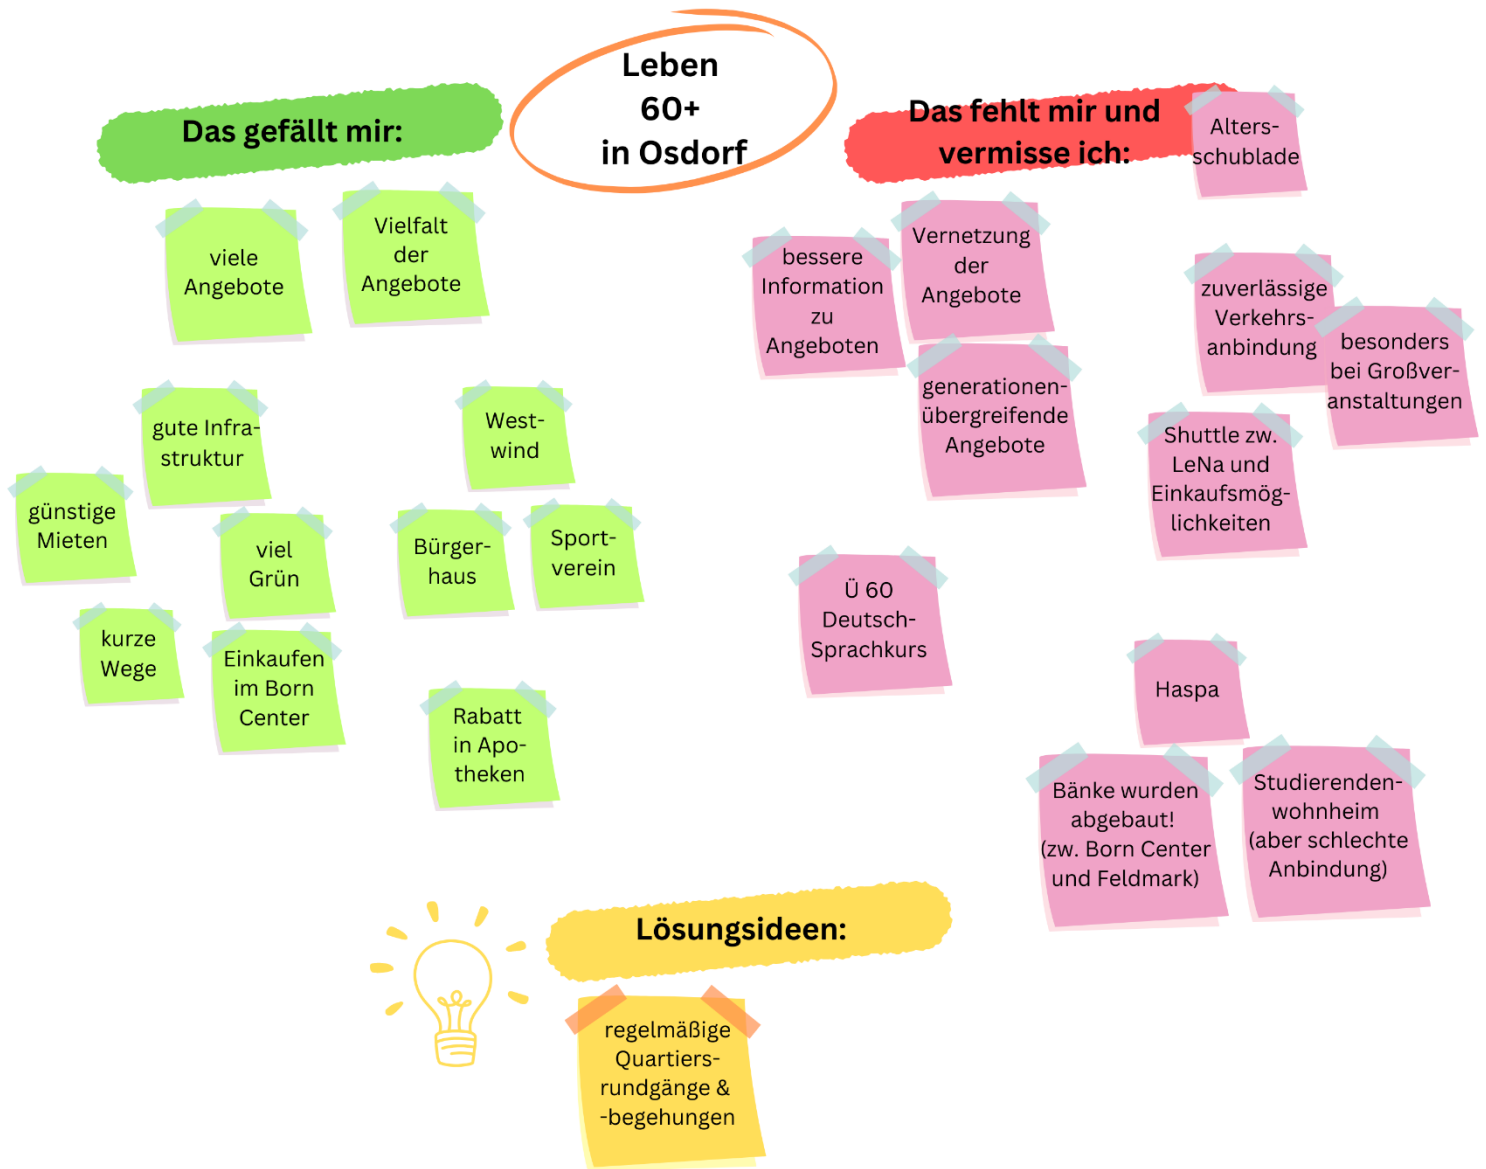 Leben
60+
in Osdorf
Das gefällt mir:
viele
Angebote
Vielfalt
der
Angebote
gute Infra-
struktur
West-
wind
günstige
Mieten
viel
Grün
Bürger-
haus
Sport-
verein
kurze
Wege
Einkaufen
im Born
Center
Rabatt
in Apo-
theken
Das fehlt mir und
vermisse ich:
Alters-
schublade
bessere
Information
zu
Angeboten
Vernetzung
der
Angebote
generationen-
übergreifende
Angebote
zuverlässige
Verkehrs-
anbindung
besonders
bei Großver-
anstaltungen
Shuttle zw.
LeNa und
Einkaufsmög-
lichkeiten
Ü 60
Deutsch-
Sprachkurs
Haspa
Bänke wurden
abgebaut!
(zw. Born Center
und Feldmark)
Studierenden-
wohnheim
(aber schlechte
Anbindung)
Lösungsideen:
regelmäßige
Quartiers-
rundgänge &
-begehungen